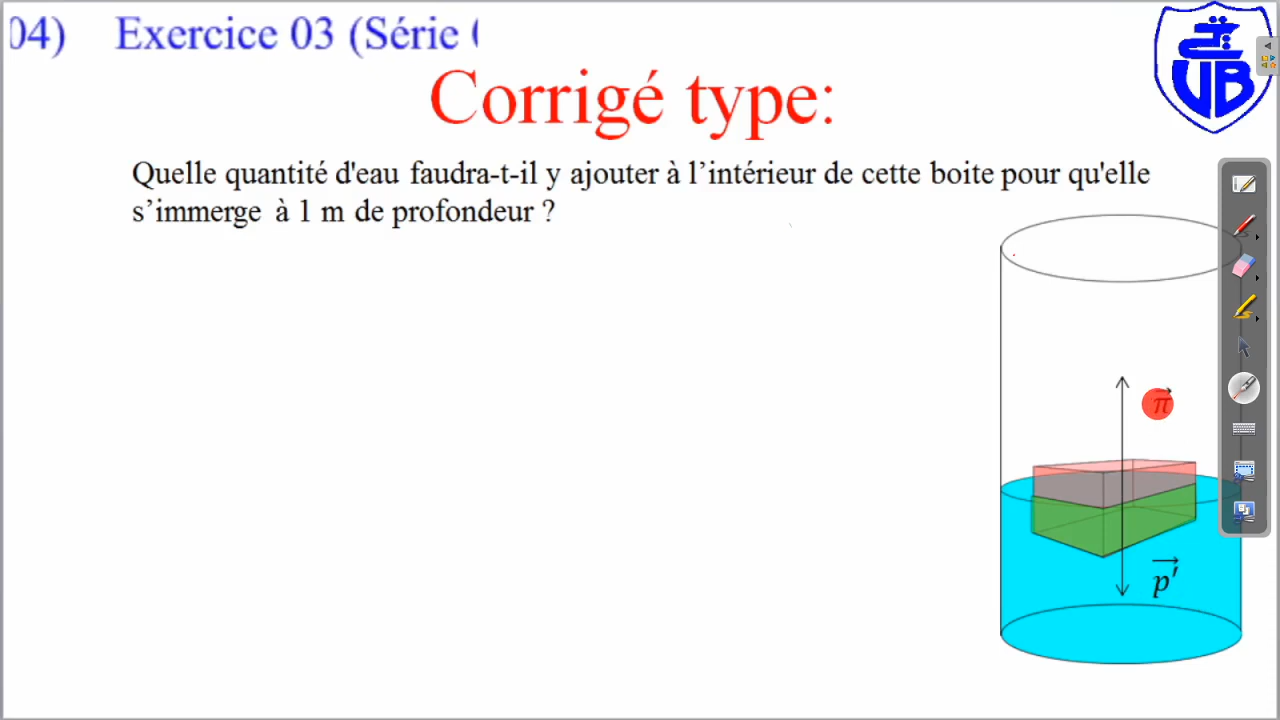 04) Exercice 03 (Série
Corrigé type:
Quelle quantité d'eau faudra-t-il y ajouter à l’intérieur de cette boite pour qu'elle
s’immerge à 1 m de profondeur ?
π
p'
UB